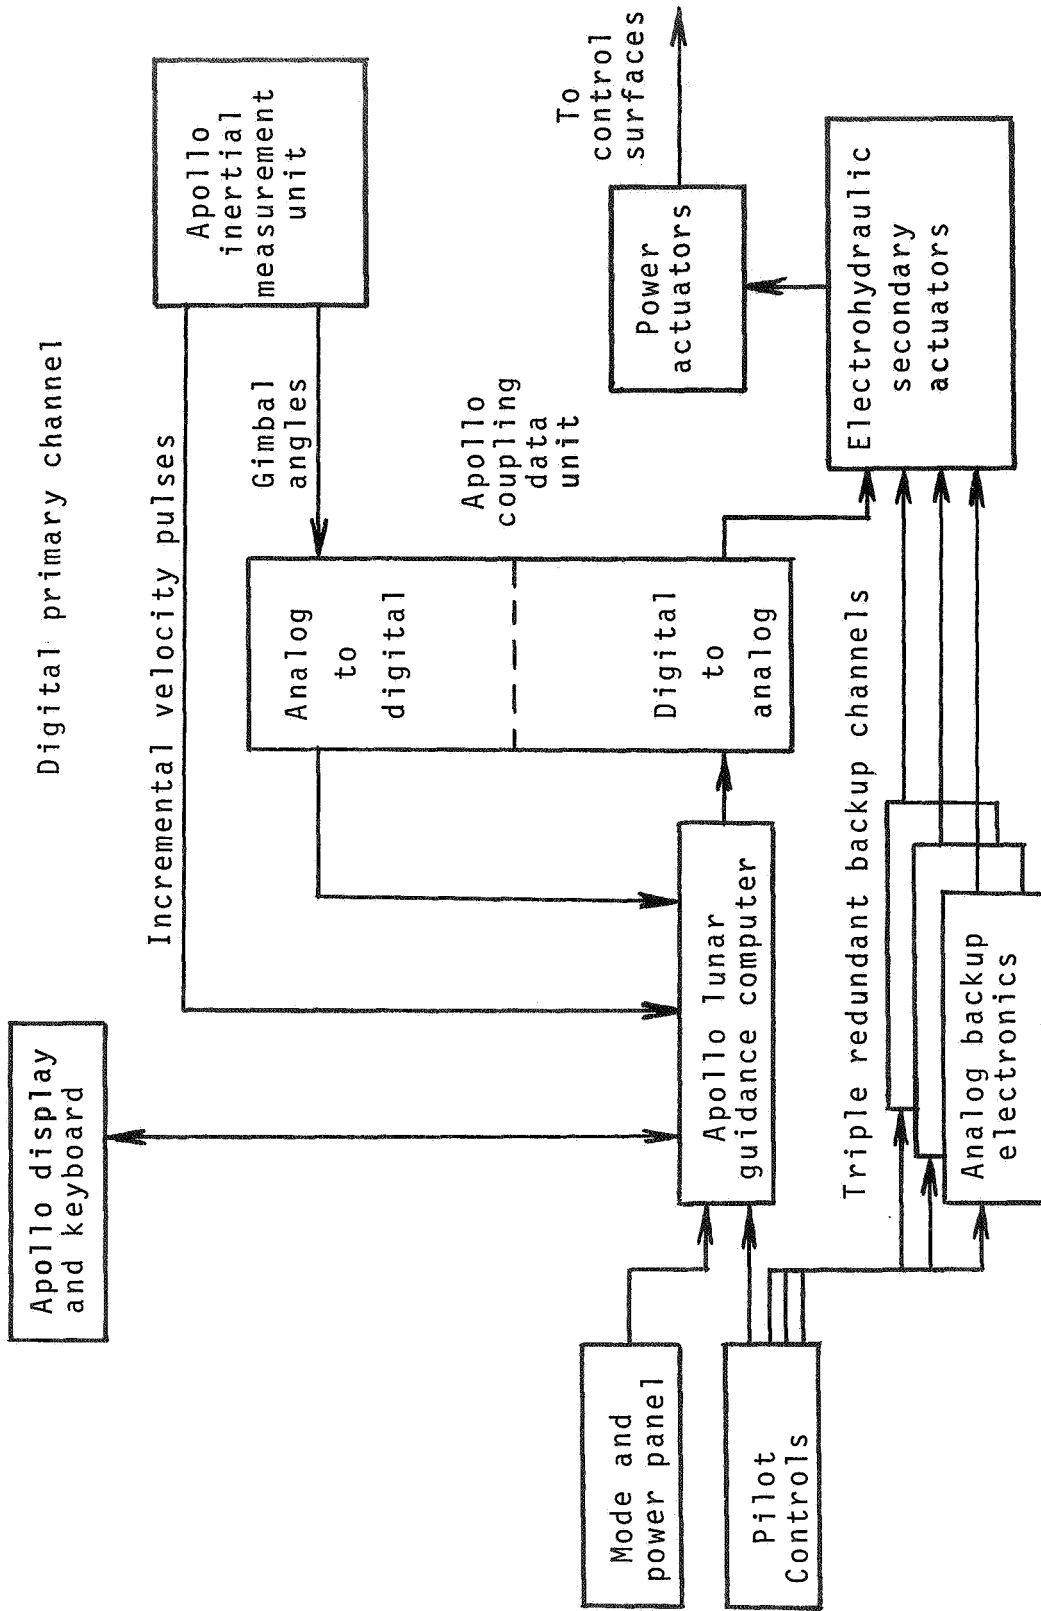 Digital primary channel
Apollo display
and keyboard
Incremental velocity pulses
Apollo
inertial
measurement
unit
Gimbal
angles
Analog
to
digital
Apollo
coupling
data
unit
Digital
to
analog
Mode and
power panel
Apollo lunar
guidance computer
Pilot
Controls
To
control
surfaces
Power
actuators
Triple redundant backup channels
Electrohydraulic
secondary
actuators
Analog backup
electronics